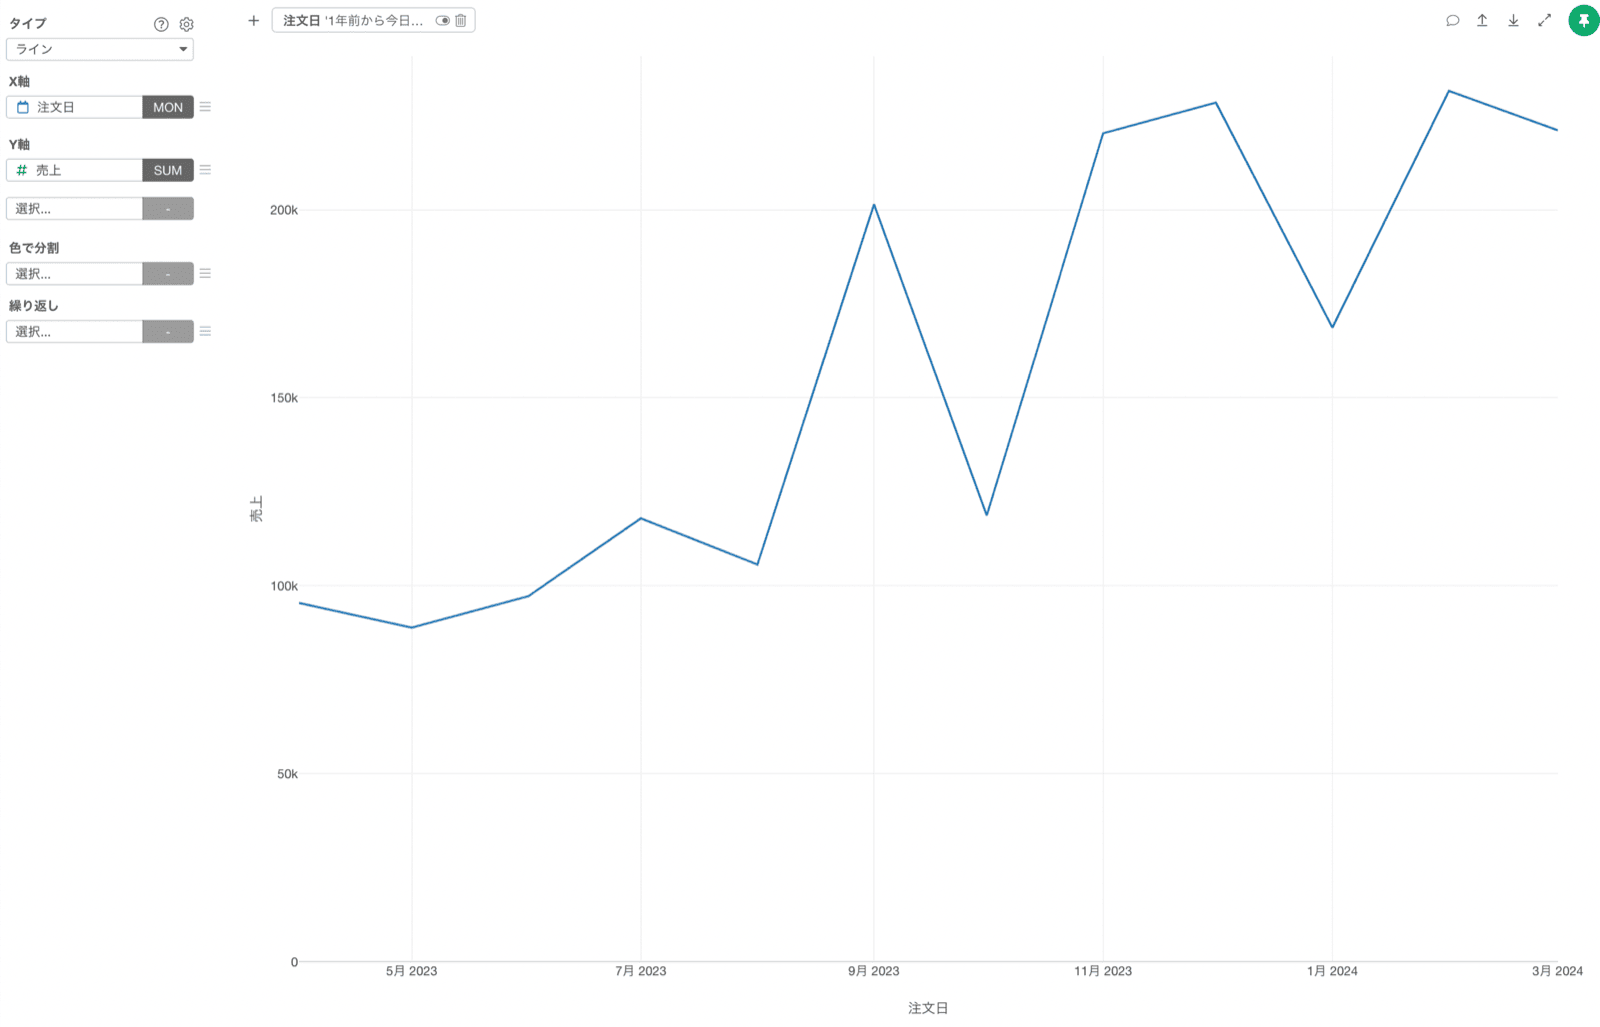 タイプ
ライン
X軸
注文日 MON
Y軸
売上 SUM
選択... -
色で分割
選択... -
繰り返し
選択... -
注文日 '1年前から今日...
200k
150k
100k
50k
0
売上
5月 2023 7月 2023 9月 2023 11月 2023 1月 2024 3月 2024
注文日